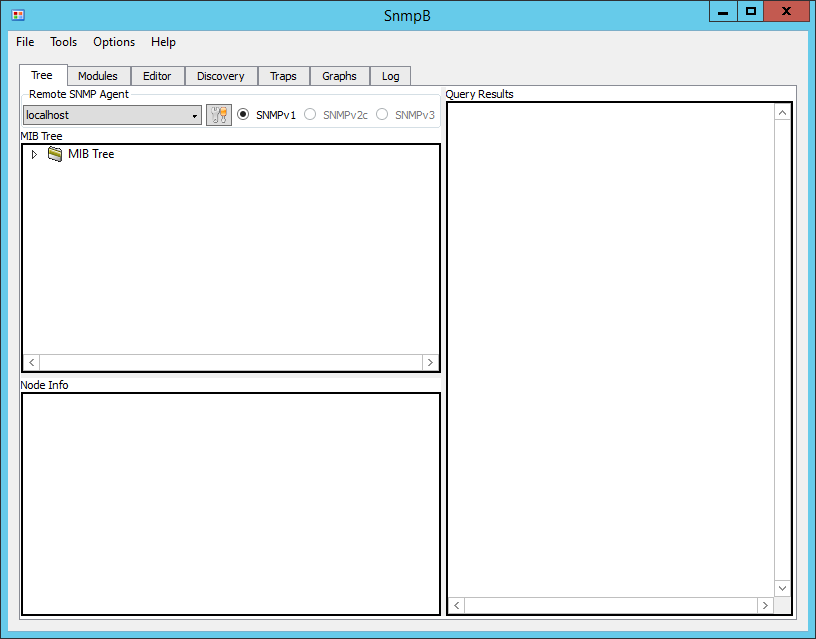 SnmpB
X
File Tools Options Help
Tree Modules Editor Discovery Traps Graphs Log
Remote SNMP Agent
localhost SNMPv1 SNMPv2c SNMPv3
MIB Tree
MIB Tree
Node Info
Query Results